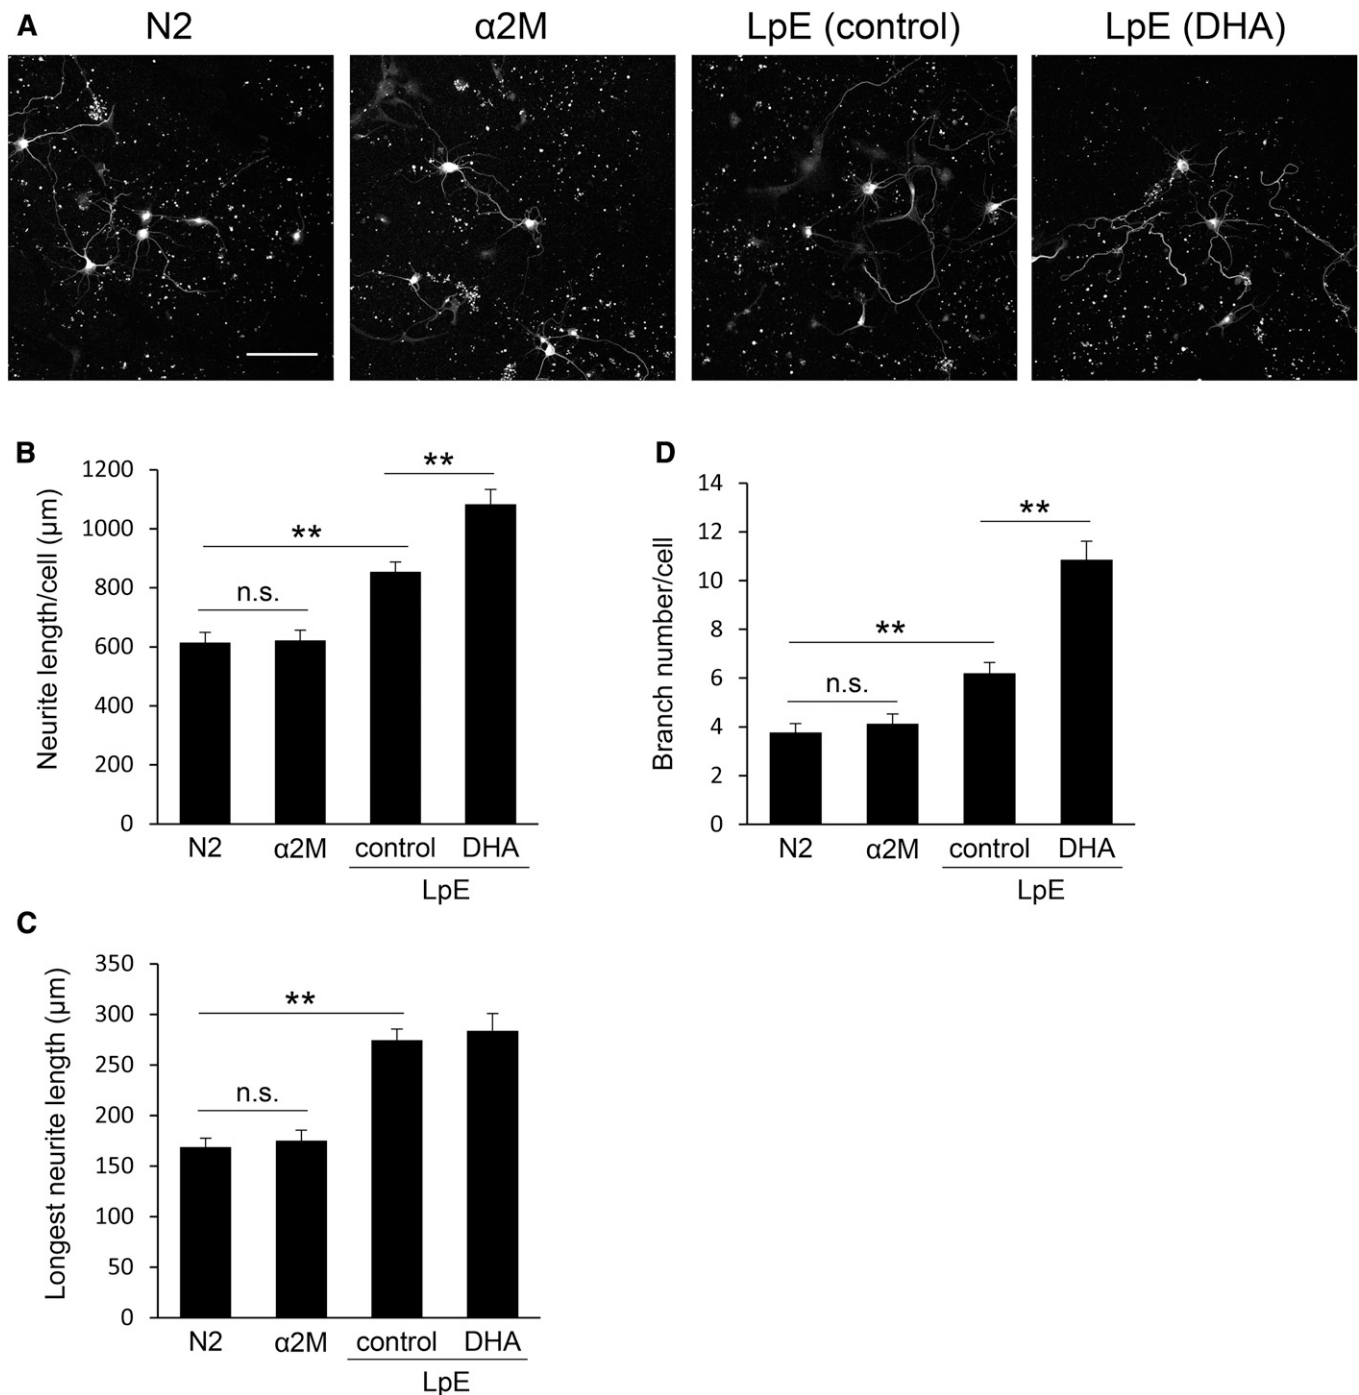 A
N2
α2M
LpE (control)
LpE (DHA)
B
Neurite length/cell (μm)
1200
1000
800
600
400
200
0
**
**
n.s.
N2
α2M
control
DHA
LpE
D
Branch number/cell
14
12
10
8
6
4
2
0
**
**
n.s.
N2
α2M
control
DHA
LpE
C
Longest neurite length (μm)
350
300
250
200
150
100
50
0
**
n.s.
N2
α2M
control
DHA
LpE